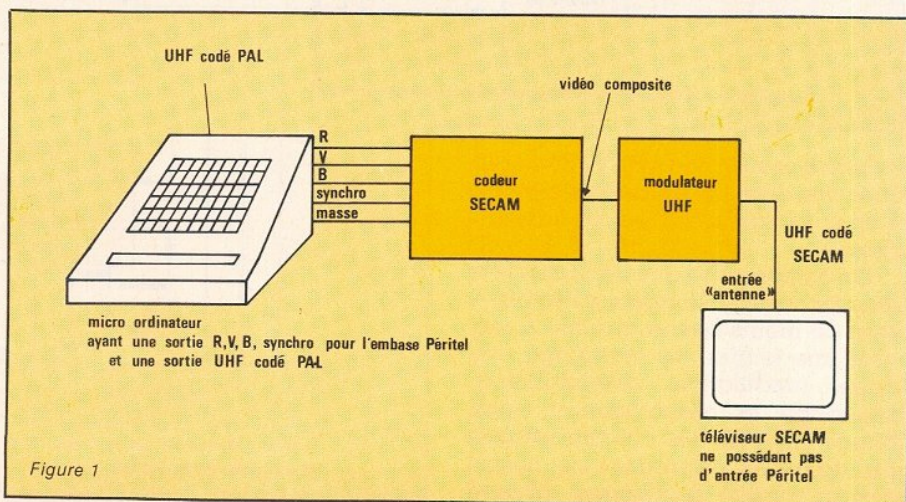 UHF codé PAL
vidéo composite
R
V
B
synchro
masse
codeur
SECAM
modulateur
UHF
UHF codé
SECAM
entrée
«antenne»
micro ordinateur
ayant une sortie R,V,B, synchro pour l'embase Péritel
et une sortie UHF codé PAL
téléviseur SECAM
ne possédant pas
d'entrée Péritel
Figure 1